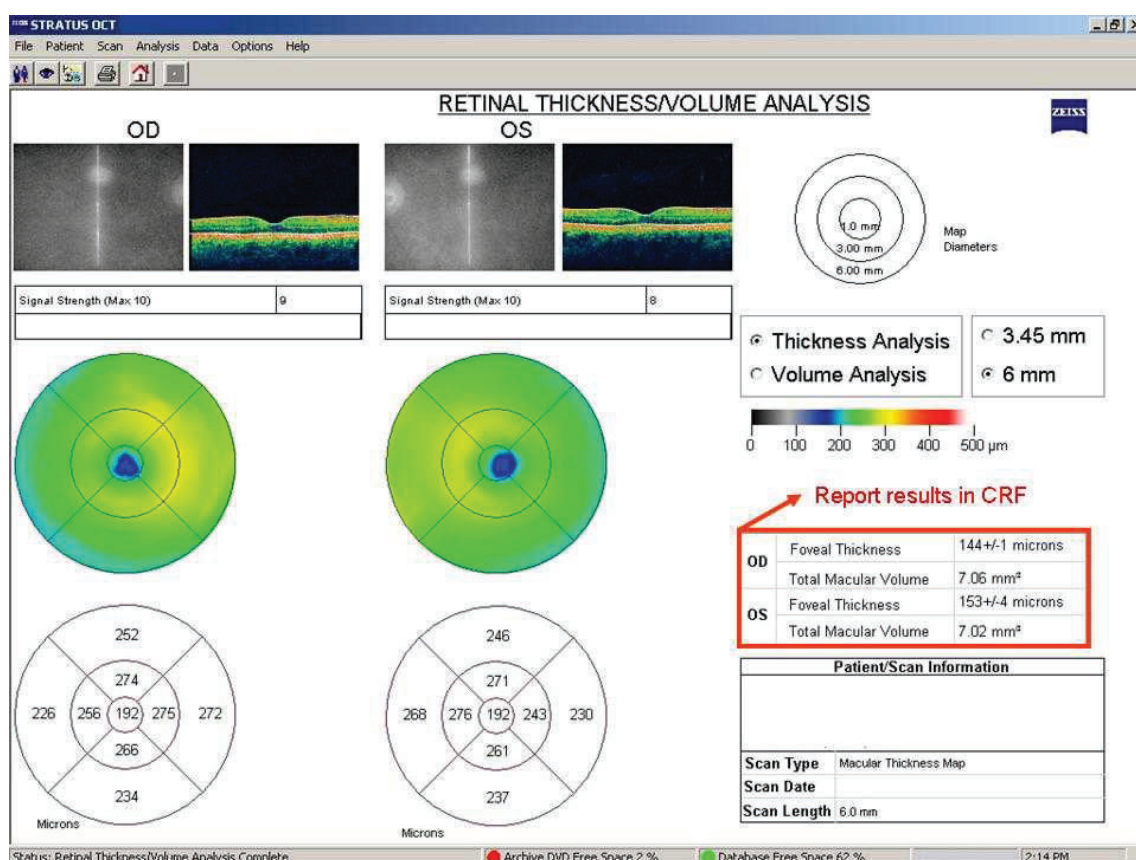 STRATUS OCT
File Patient Scan Analysis Data Options Help
RETINAL THICKNESS/VOLUME ANALYSIS
ZEISS
OD
OS
1.0 mm
3.00 mm
6.00 mm
Map
Diameters
Signal Strength (Max 10) 9
Signal Strength (Max 10) 8
Thickness Analysis
Volume Analysis
3.45 mm
6 mm
0 100 200 300 400 500 µm
Report results in CRF
OD
Foveal Thickness 144+/-1 microns
Total Macular Volume 7.06 mm³
OS
Foveal Thickness 153+/-4 microns
Total Macular Volume 7.02 mm³
252
274
226 256 192 275 272
266
234
Microns
246
271
268 276 192 243 230
261
237
Microns
Patient/Scan Information
Scan Type Macular Thickness Map
Scan Date
Scan Length 6.0 mm
Status: Retinal Thickness/Volume Analysis Complete
Archive DVD Free Space 2 %
Database Free Space 62 %
2:14 PM